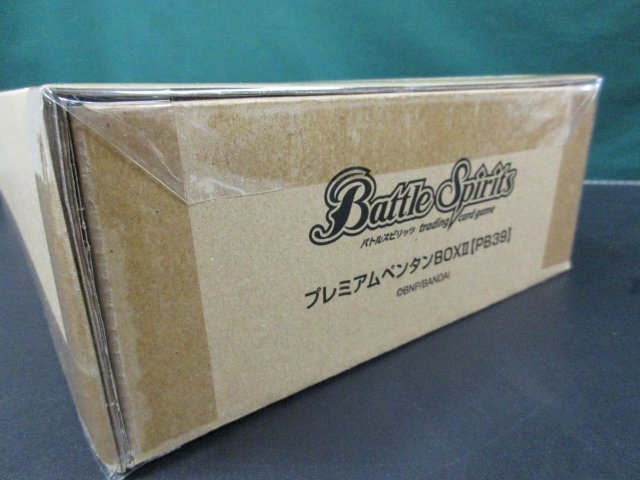 Battle Spirits
バトルスピリッツ trading card game
プレミアムペンタンBOXⅡ【PB39】
©BNP/BANDAI